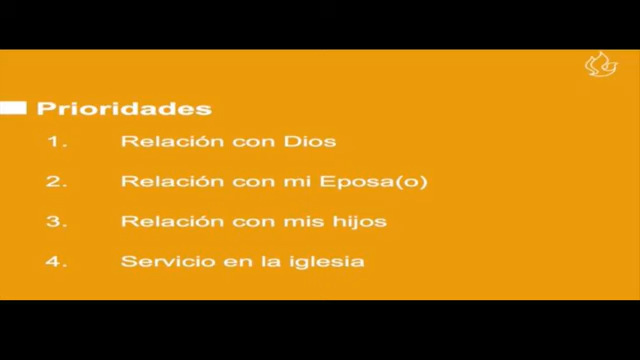 Prioridades
1. Relación con Dios
2. Relación con mi Eposa(o)
3. Relación con mis hijos
4. Servicio en la iglesia